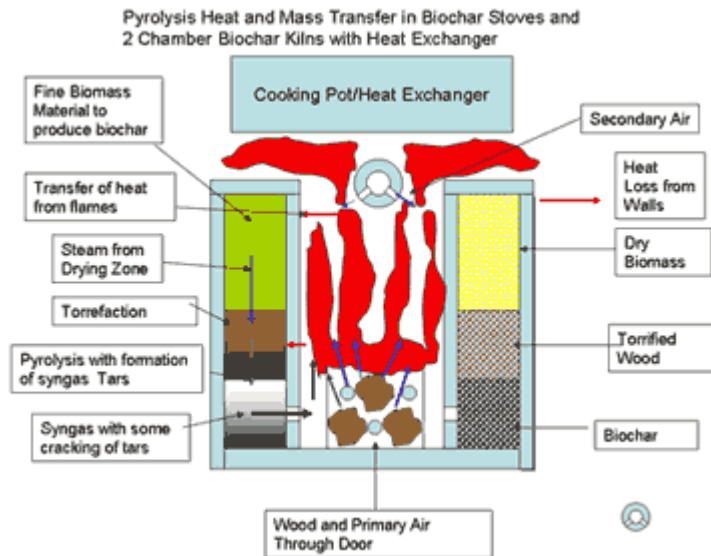 Pyrolysis Heat and Mass Transfer in Biochar Stoves and
2 Chamber Biochar Kilns with Heat Exchanger
Cooking Pot/Heat Exchanger
Fine Biomass
Material to
produce biochar
Transfer of heat
from flames
Steam from
Drying Zone
Torrefaction
Pyrolysis with formation
of syngas Tars
Syngas with some
cracking of tars
Secondary Air
Heat
Loss from
Walls
Dry
Biomass
Torrified
Wood
Biochar
Wood and Primary Air
Through Door